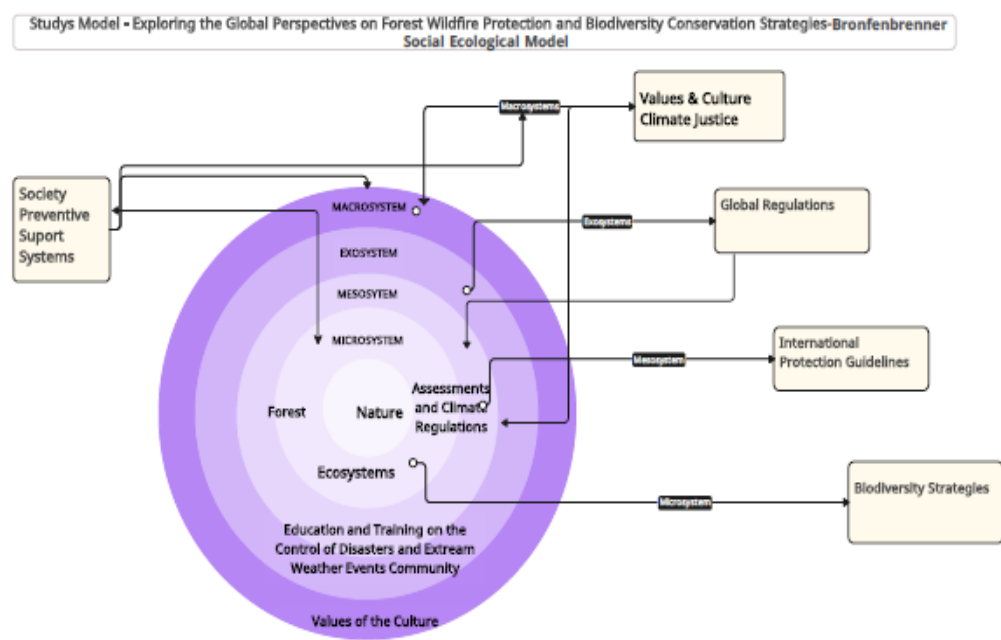 Studys Model - Exploring the Global Perspectives on Forest Wildfire Protection and Biodiversity Conservation Strategies-Bronfenbrenner
Social Ecological Model
Macrosystems
Values & Culture
Climate Justice
Society
Preventive
Suport
Systems
MACROSYSTEM
Global Regulations
Exosystems
EXOSYSTEM
MESOSYTEM
MICROSYSTEM
International
Protection Guidelines
Mesosystem
Assessments
and Climate
Regulations
Forest
Nature
Ecosystems
Biodiversity Strategies
Microsystem
Education and Training on the
Control of Disasters and Extream
Weather Events Community
Values of the Culture